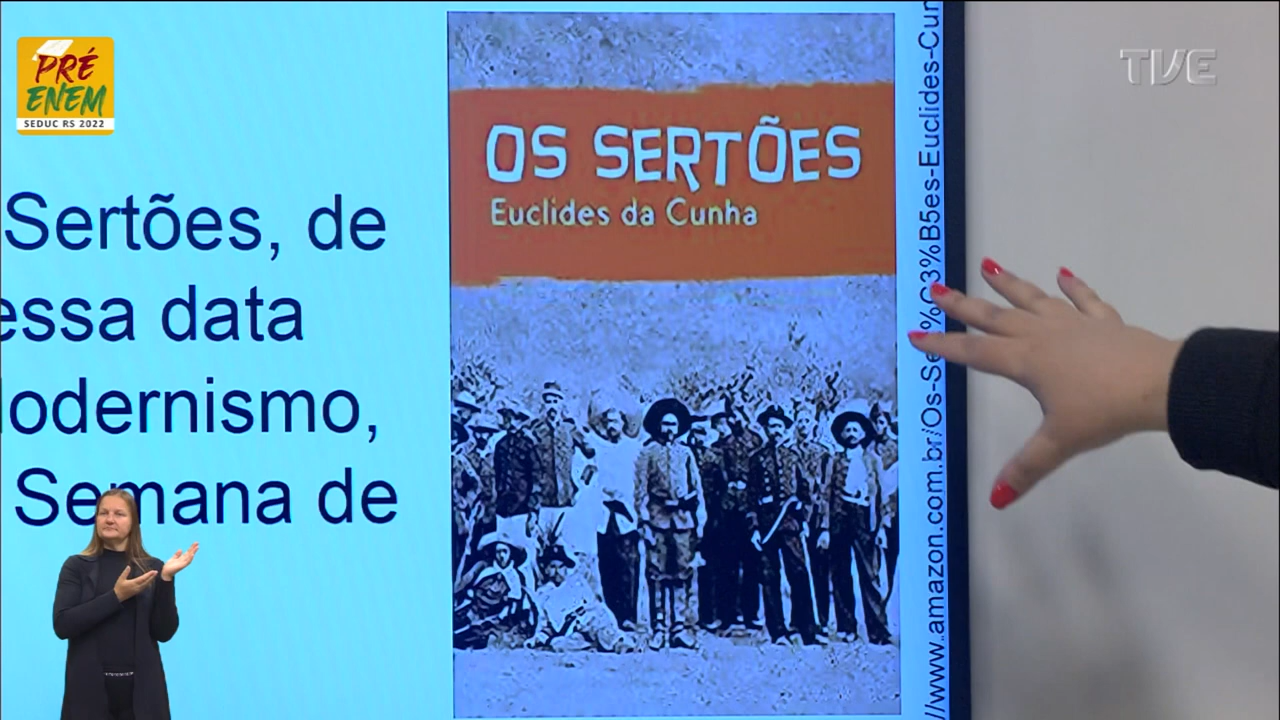 PRÉ
ENEM
SEDUC RS 2022
TVE
OS SERTÕES
Euclides da Cunha
Sertões, de
essa data
odernismo,
Semana de
//www.amazon.com.br/Os-Ser C3%B5es-Euclides-Cun